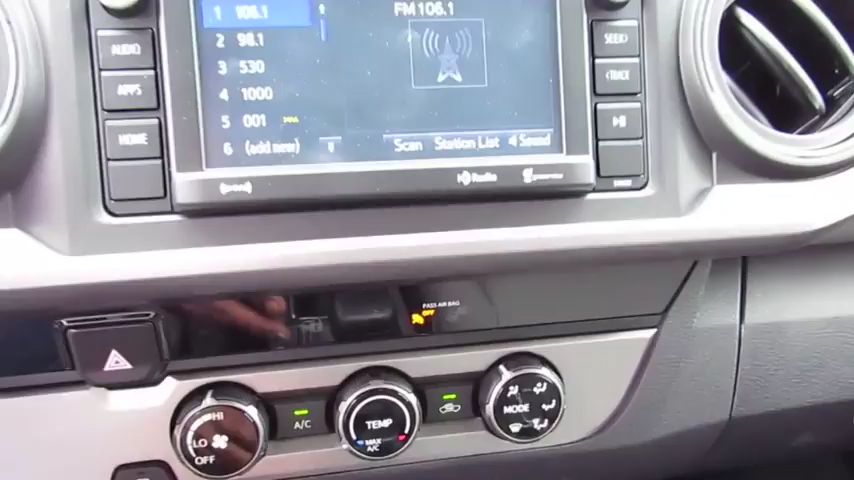 AUDIO
APPS
HOME
1 106.1
2 98.1
3 530
4 1000
5 001
6 (add new)
FM 106.1
Scan Station List Sound
HD Radio
SEEK›
‹TRACK
PASS AIR BAG
OFF
HI
LO
OFF
A/C
TEMP
MAX
A/C
MODE